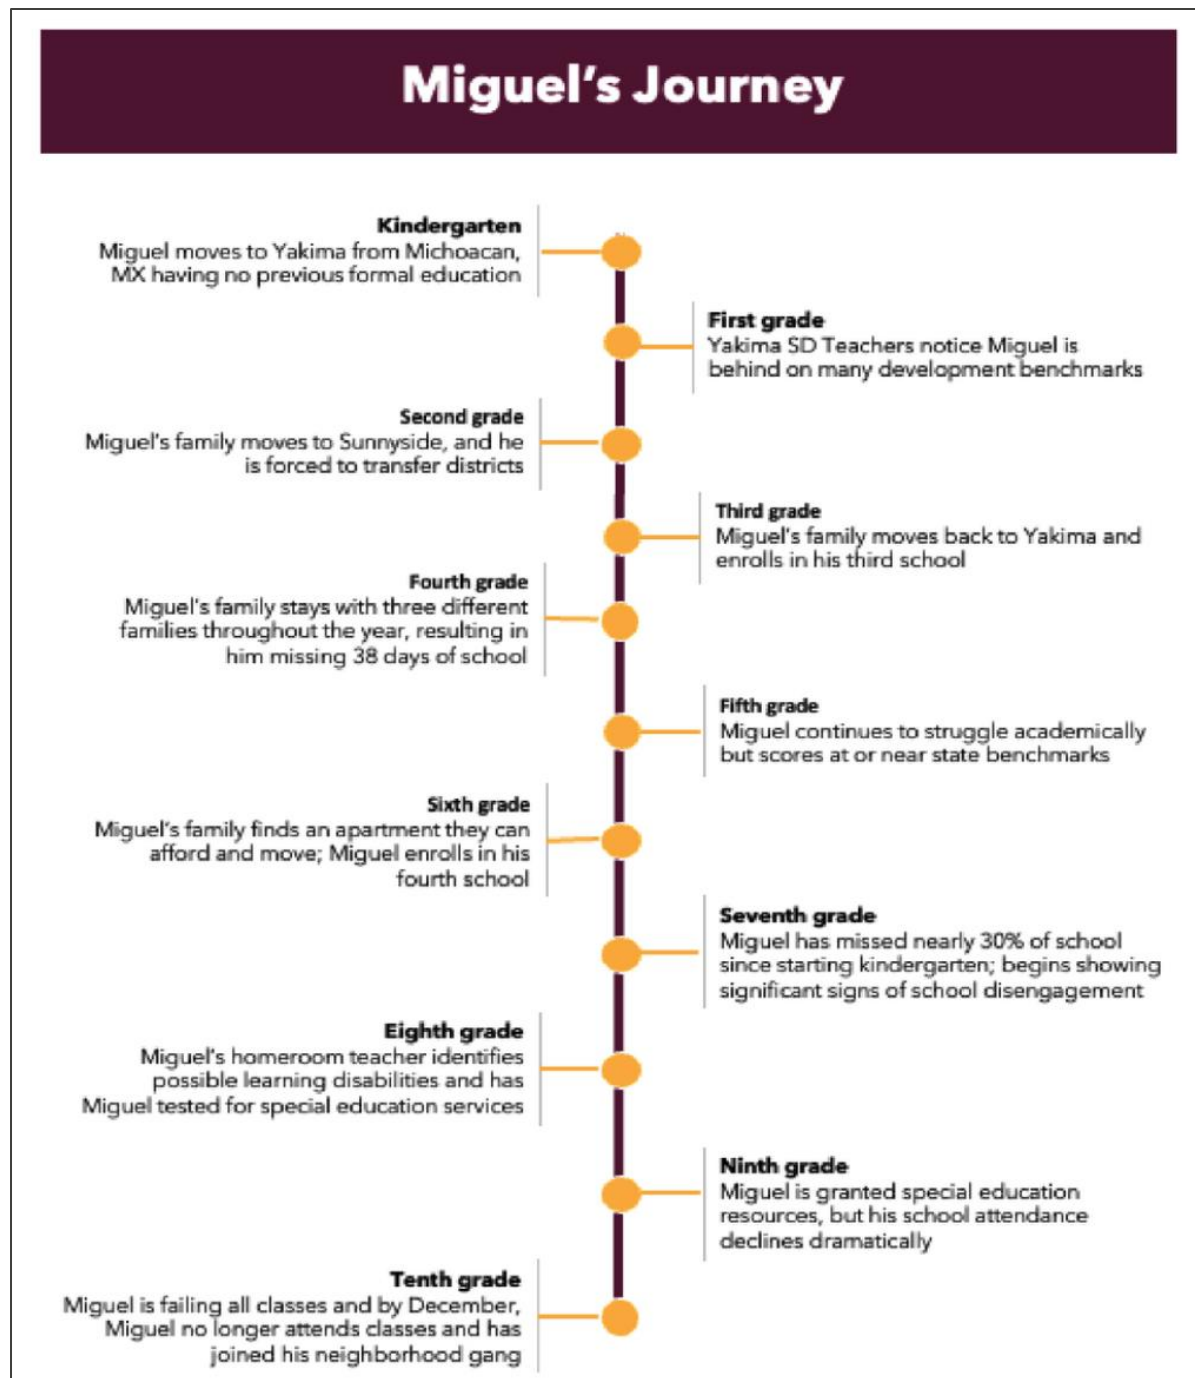 Miguel's Journey
Kindergarten
Miguel moves to Yakima from Michoacan,
MX having no previous formal education
First grade
Yakima SD Teachers notice Miguel is
behind on many development benchmarks
Second grade
Miguel's family moves to Sunnyside, and he
is forced to transfer districts
Third grade
Miguel's family moves back to Yakima and
enrolls in his third school
Fourth grade
Miguel's family stays with three different
families throughout the year, resulting in
him missing 38 days of school
Fifth grade
Miguel continues to struggle academically
but scores at or near state benchmarks
Sixth grade
Miguel's family finds an apartment they can
afford and move; Miguel enrolls in his
fourth school
Seventh grade
Miguel has missed nearly 30% of school
since starting kindergarten; begins showing
significant signs of school disengagement
Eighth grade
Miguel's homeroom teacher identifies
possible learning disabilities and has
Miguel tested for special education services
Ninth grade
Miguel is granted special education
resources, but his school attendance
declines dramatically
Tenth grade
Miguel is failing all classes and by December,
Miguel no longer attends classes and has
joined his neighborhood gang